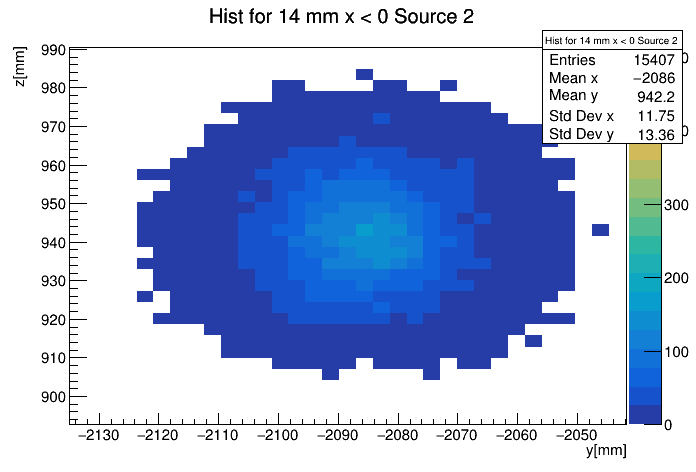 Hist for 14 mm x < 0 Source 2
z[mm]
990
980
970
960
950
940
930
920
910
900
−2130 −2120 −2110 −2100 −2090 −2080 −2070 −2060 −2050
y[mm]
Hist for 14 mm x < 0 Source 2
Entries 15407
Mean x −2086
Mean y 942.2
Std Dev x 11.75
Std Dev y 13.36
300
200
100
0